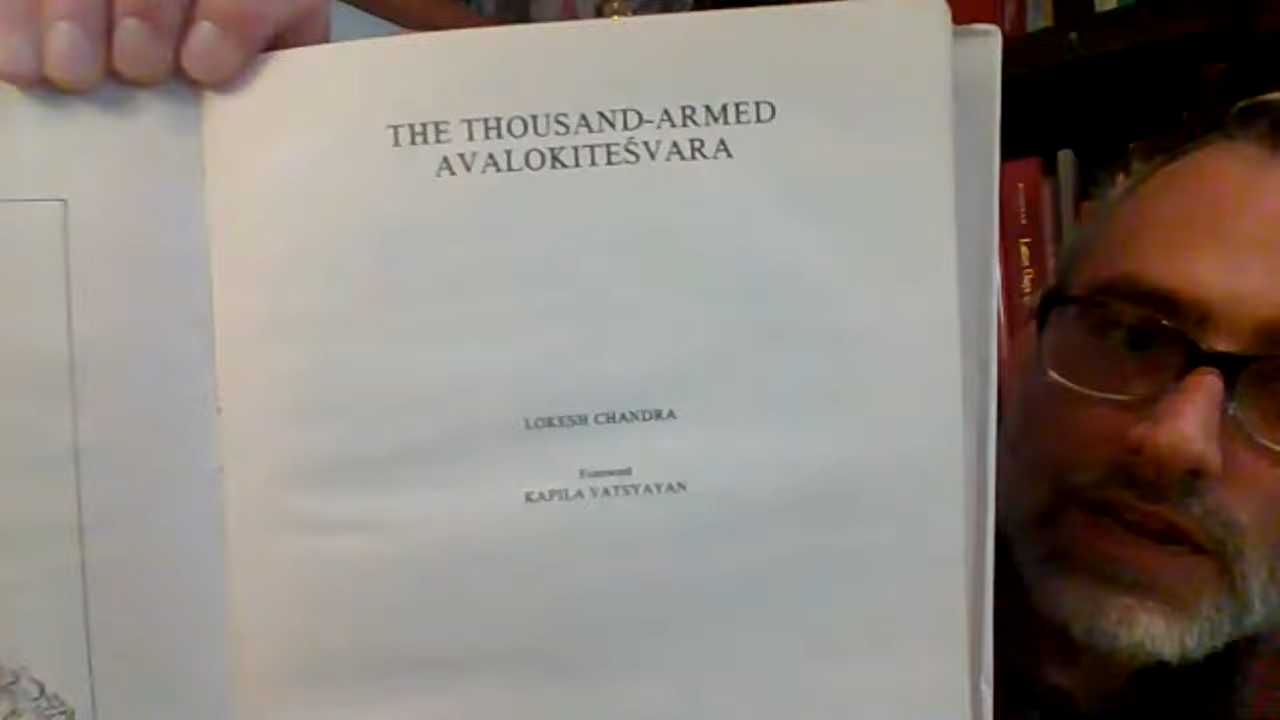 THE THOUSAND-ARMED
AVALOKITEŚVARA
LOKESH CHANDRA
Foreword
KAPILA VATSYAYAN